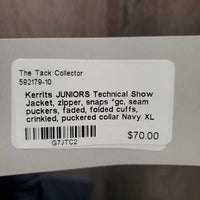 The Tack Collector
592179-10
Kerrits JUNIORS Technical Show
Jacket, zipper, snaps *gc, seam
puckers, faded, folded cuffs,
crinkled, puckered collar Navy XL
$70.00
G7JTC2